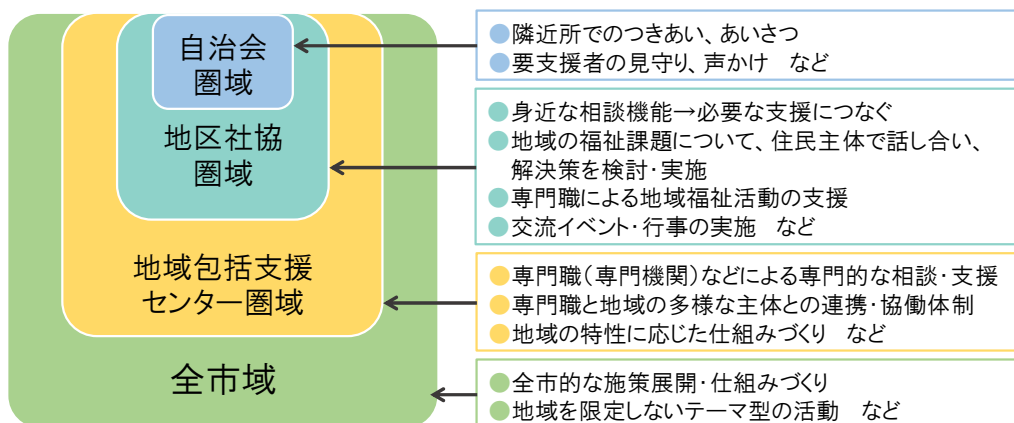 自治会
圏域
地区社協
圏域
地域包括支援
センター圏域
全市域
●隣近所でのつきあい、あいさつ
●要支援者の見守り、声かけ　など
●身近な相談機能→必要な支援につなぐ
●地域の福祉課題について、住民主体で話し合い、
解決策を検討・実施
●専門職による地域福祉活動の支援
●交流イベント・行事の実施　など
●専門職(専門機関)などによる専門的な相談・支援
●専門職と地域の多様な主体との連携・協働体制
●地域の特性に応じた仕組みづくり　など
●全市的な施策展開・仕組みづくり
●地域を限定しないテーマ型の活動　など